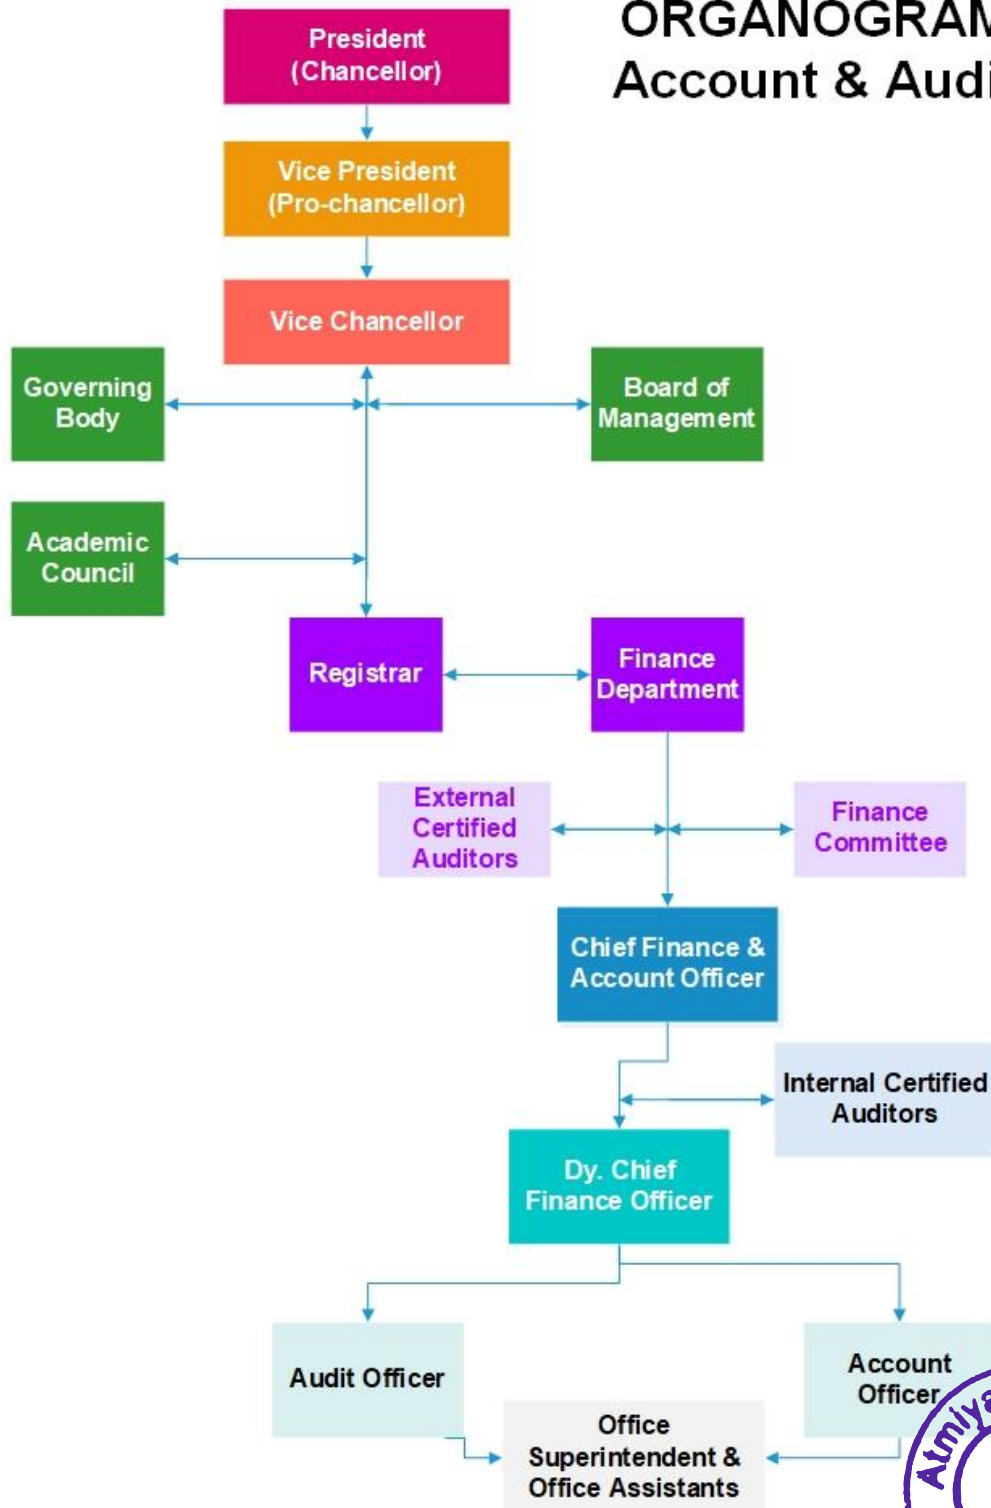 ORGANOGRAM
Account & Audi
President
(Chancellor)
Vice President
(Pro-chancellor)
Vice Chancellor
Governing
Body
Board of
Management
Academic
Council
Registrar
Finance
Department
External
Certified
Auditors
Finance
Committee
Chief Finance &
Account Officer
Internal Certified
Auditors
Dy. Chief
Finance Officer
Audit Officer
Account
Officer
Office
Superintendent &
Office Assistants
Atmiya